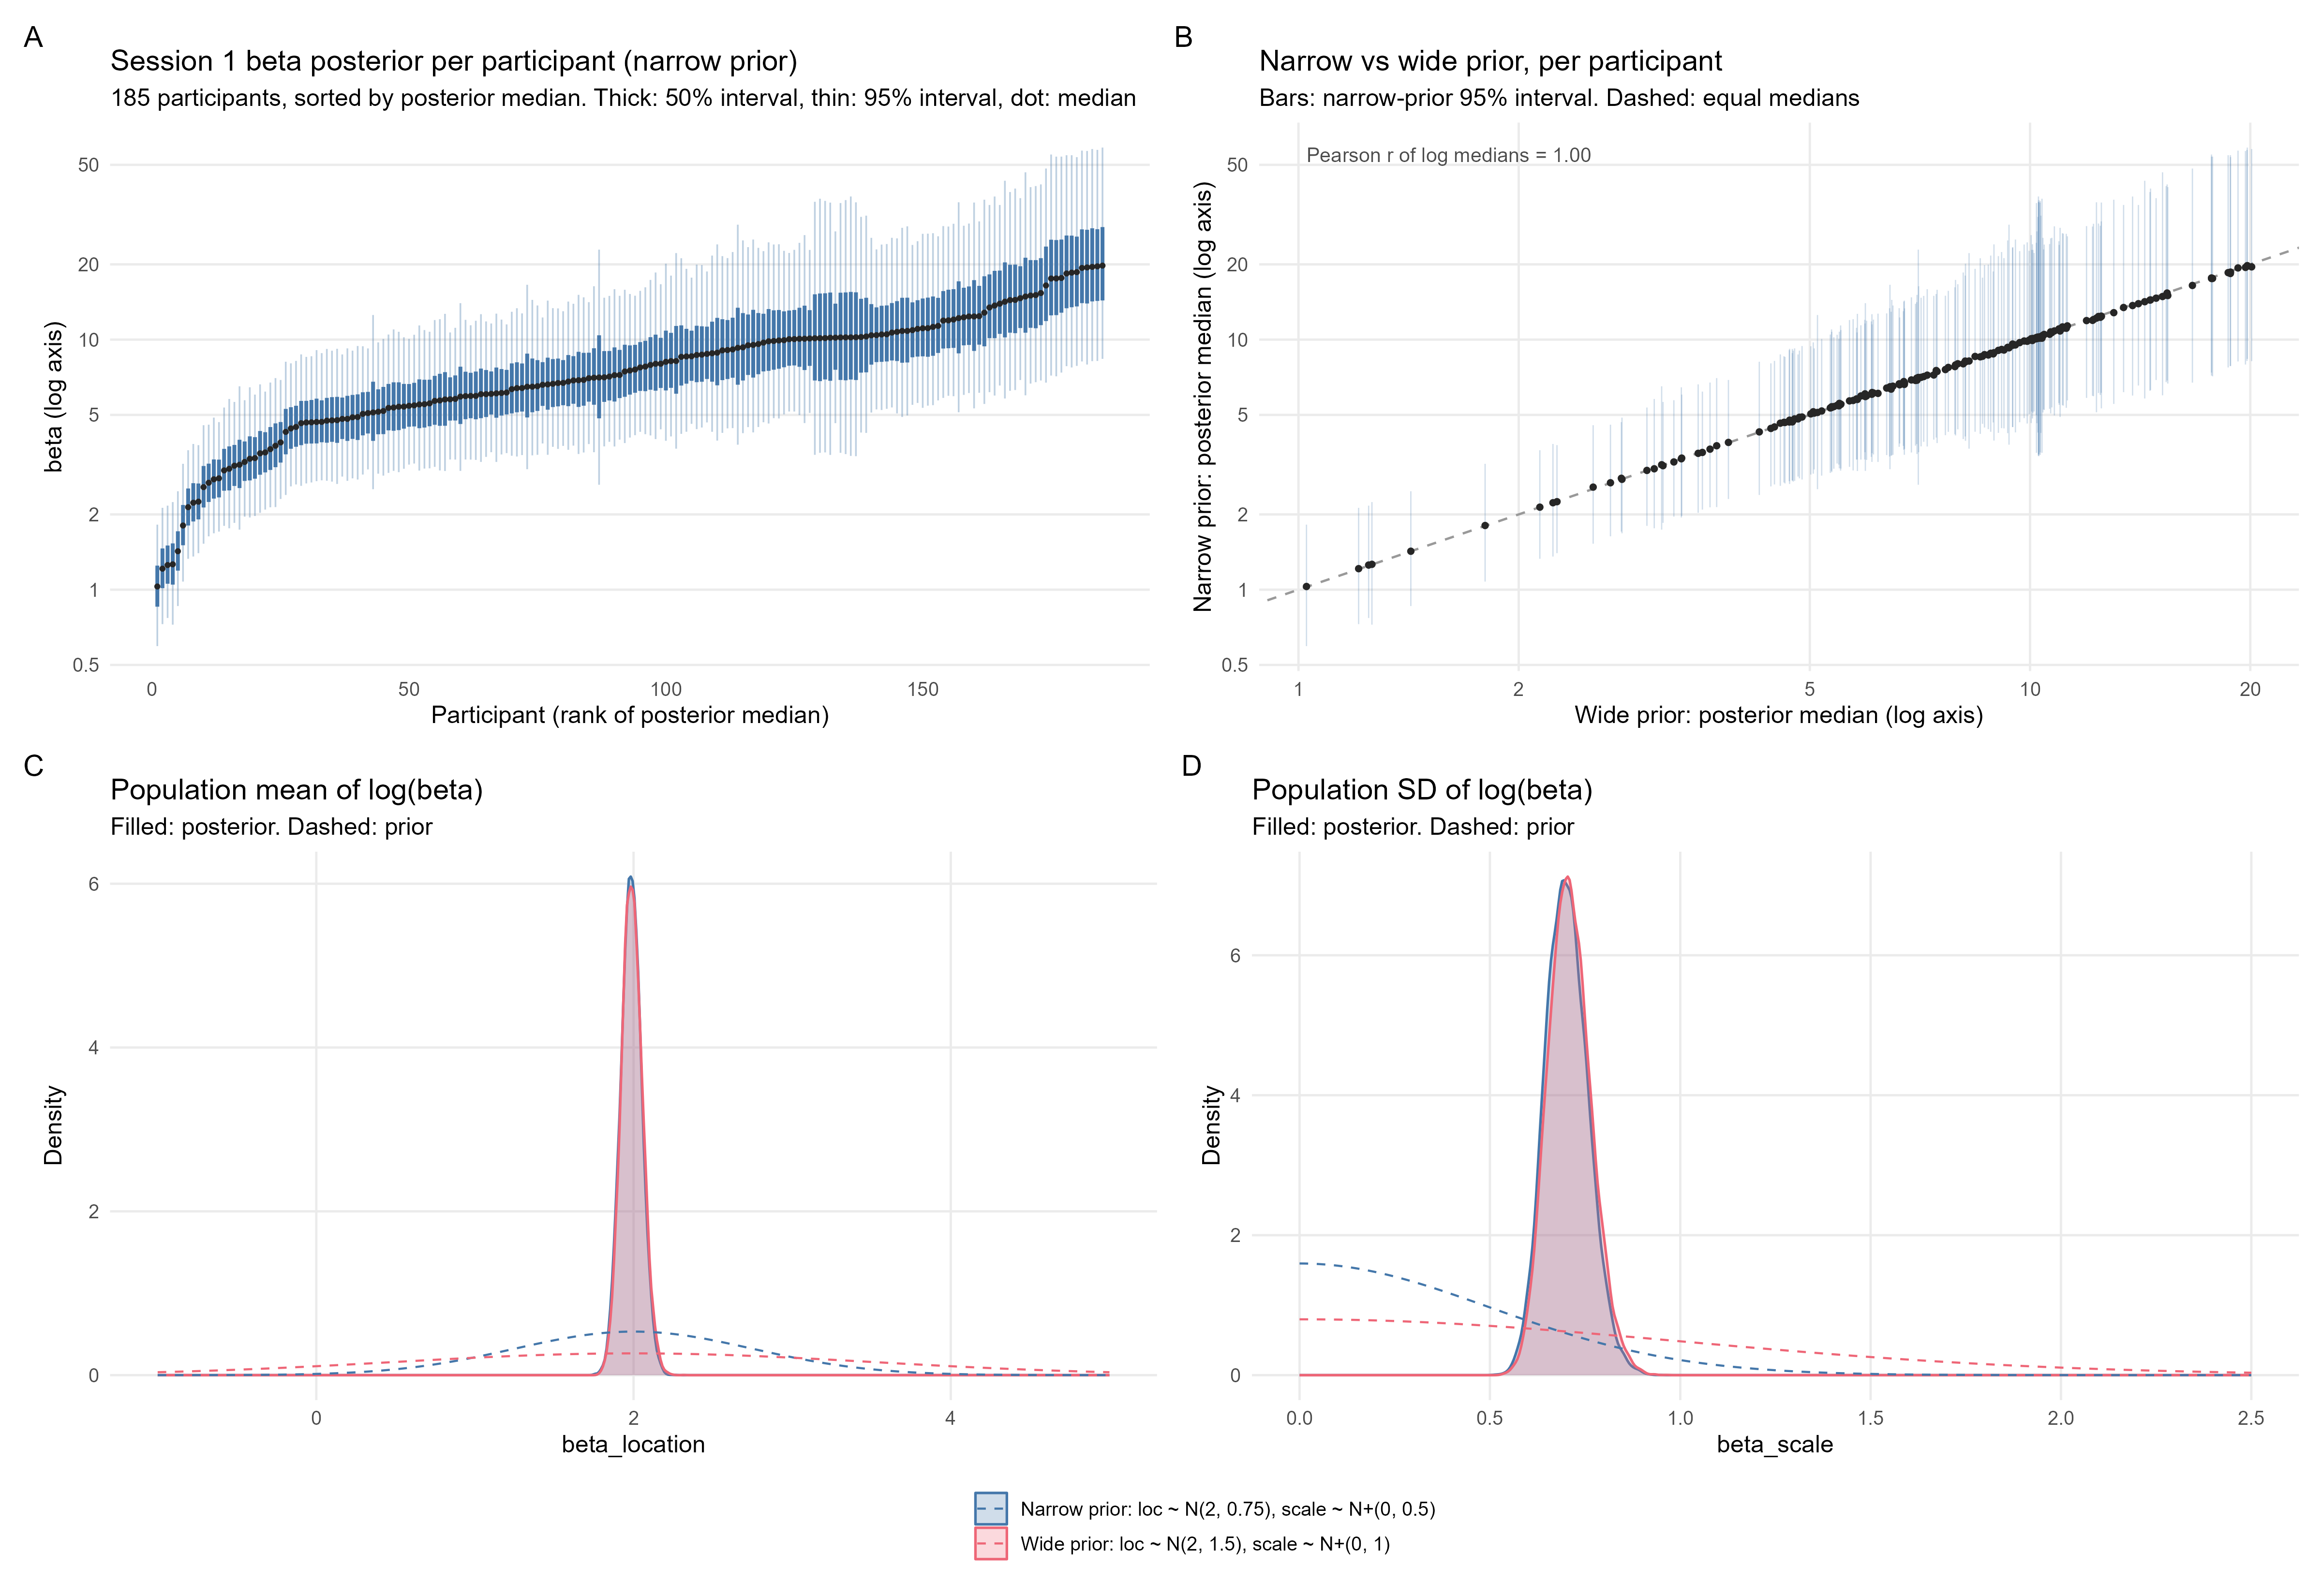 A
Session 1 beta posterior per participant (narrow prior)
185 participants, sorted by posterior median. Thick: 50% interval, thin: 95% interval, dot: median
50
20
10
5
2
1
0.5
beta (log axis)
0 50 100 150
Participant (rank of posterior median)
B
Narrow vs wide prior, per participant
Bars: narrow-prior 95% interval. Dashed: equal medians
Pearson r of log medians = 1.00
50
20
10
5
2
1
0.5
Narrow prior: posterior median (log axis)
1 2 5 10 20
Wide prior: posterior median (log axis)
C
Population mean of log(beta)
Filled: posterior. Dashed: prior
6
4
2
0
Density
0 2 4
beta_location
D
Population SD of log(beta)
Filled: posterior. Dashed: prior
6
4
2
0
Density
0.0 0.5 1.0 1.5 2.0 2.5
beta_scale
Narrow prior: loc ~ N(2, 0.75), scale ~ N+(0, 0.5)
Wide prior: loc ~ N(2, 1.5), scale ~ N+(0, 1)